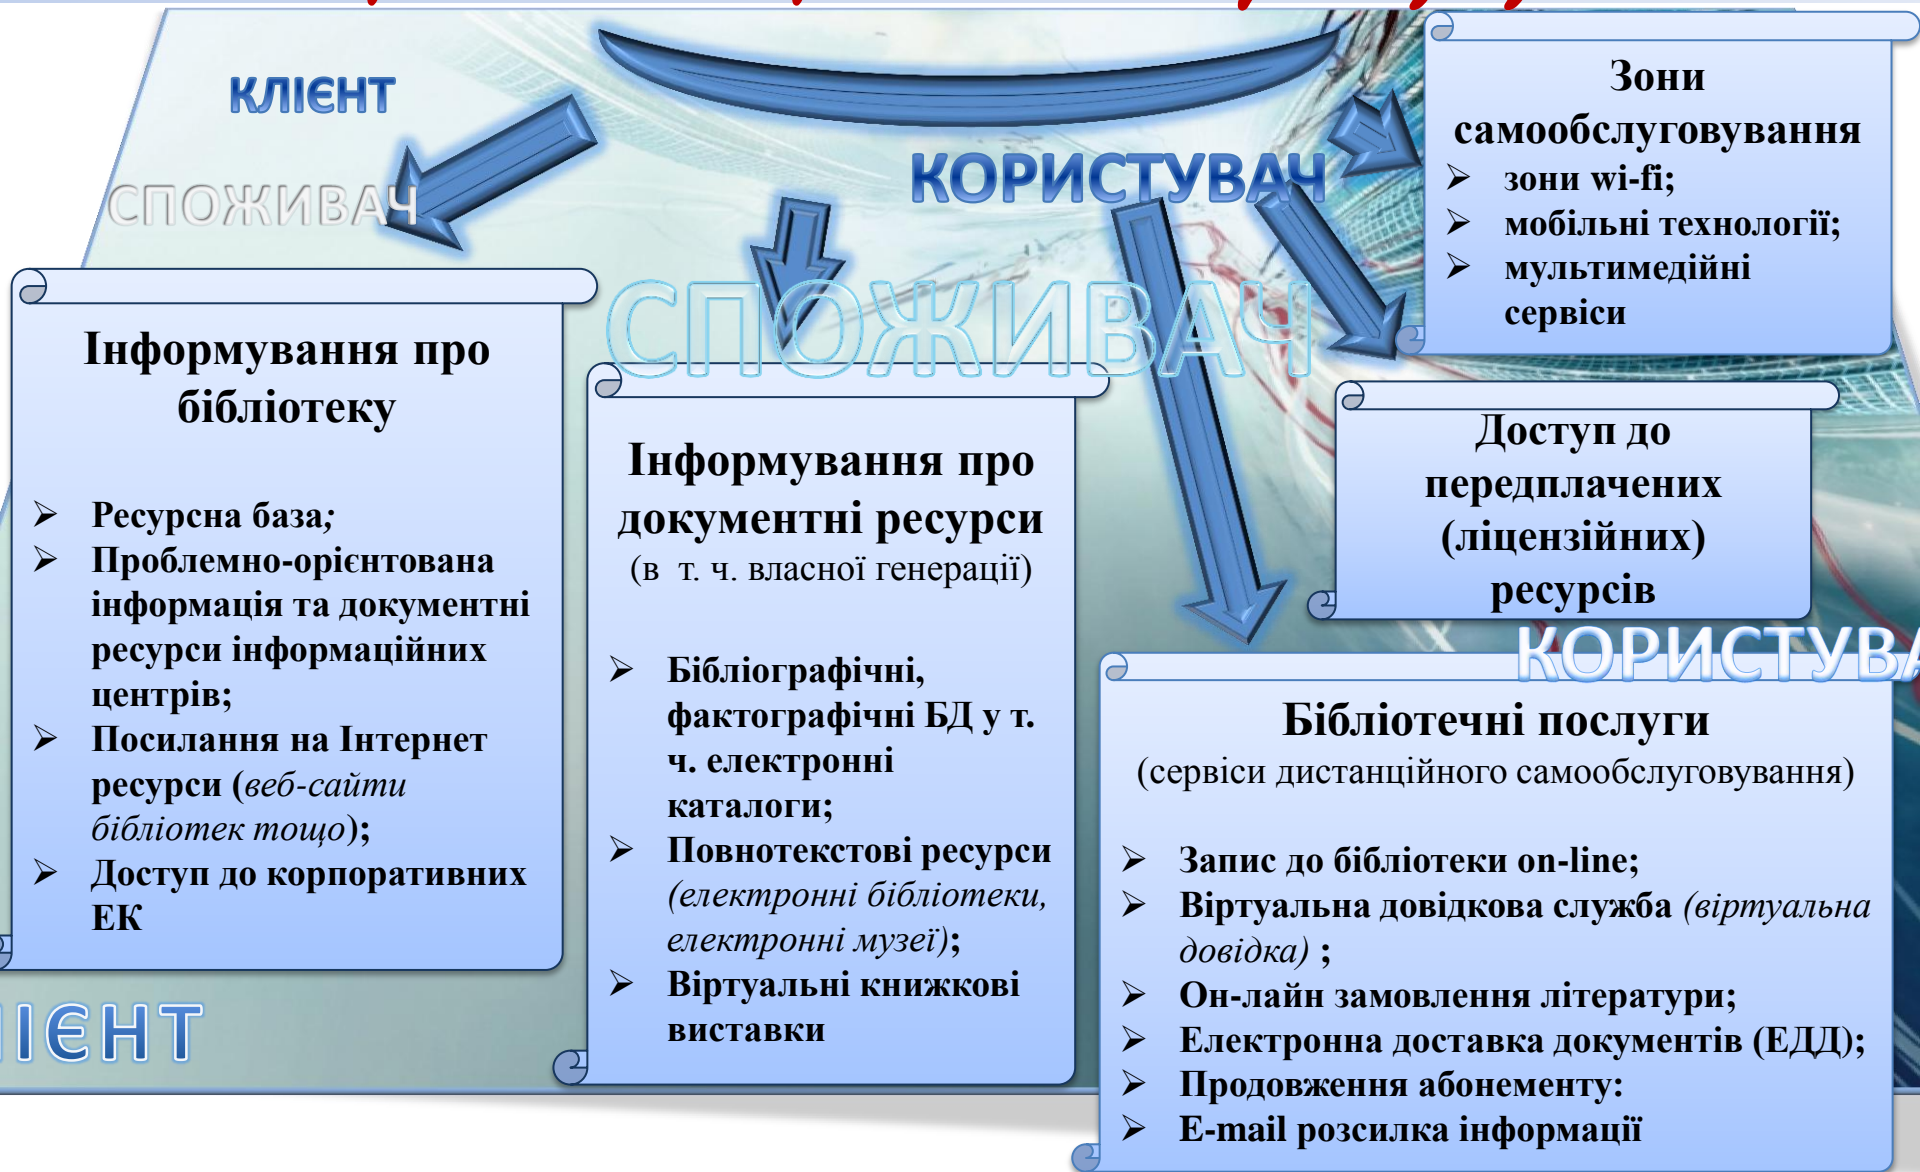 КЛІЄНТ
СПОЖИВАЧ
КОРИСТУВАЧ
СПОЖИВАЧ
Зони
самообслуговування
➢ зони wi-fi;
➢ мобільні технології;
➢ мультимедійні
сервіси
Інформування про
бібліотеку
➢ Ресурсна база;
➢ Проблемно-орієнтована
інформація та документні
ресурси інформаційних
центрів;
➢ Посилання на Інтернет
ресурси (веб-сайти
бібліотек тощо);
➢ Доступ до корпоративних
ЕК
Інформування про
документні ресурси
(в т. ч. власної генерації)
➢ Бібліографічні,
фактографічні БД у т.
ч. електронні
каталоги;
➢ Повнотекстові ресурси
(електронні бібліотеки,
електронні музеї);
➢ Віртуальні книжкові
виставки
Доступ до
передплачених
(ліцензійних)
ресурсів
КОРИСТУВА
Бібліотечні послуги
(сервіси дистанційного самообслуговування)
➢ Запис до бібліотеки on-line;
➢ Віртуальна довідкова служба (віртуальна
довідка) ;
➢ Он-лайн замовлення літератури;
➢ Електронна доставка документів (ЕДД);
➢ Продовження абонементу:
➢ E-mail розсилка інформації
ІЄНТ